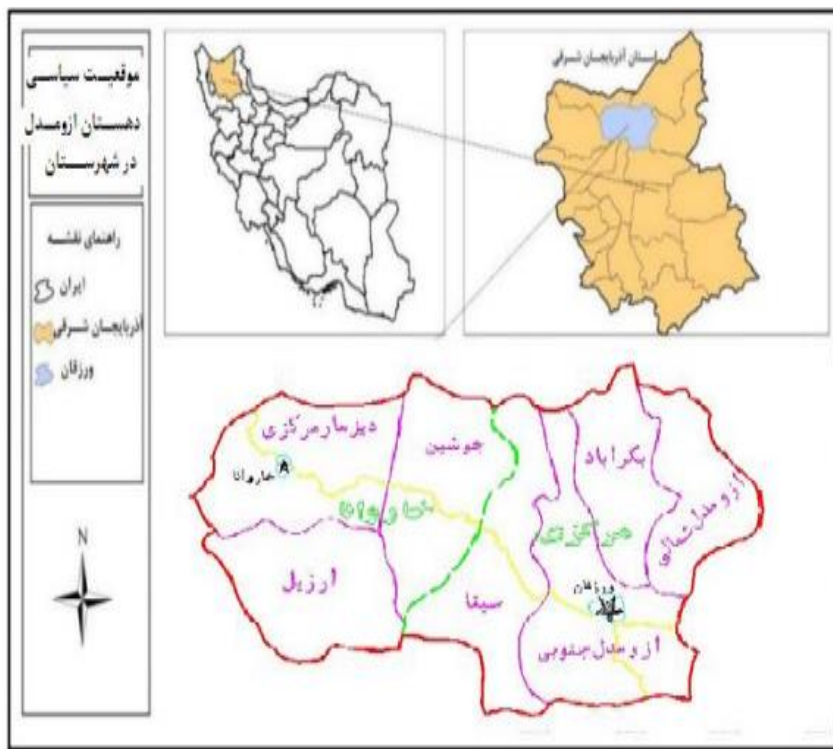 موقعیت سیاسی
دهستان ازومدل
در شهرستان
راهنمای نقشه
ایران
آذربایجان شرقی
ورزقان
N
استان آذربایجان شرقی
دیزمار مرکزی
جوشین
بکراباد
ازومدل شمالی
خاروانا
خاروانا
مرکزی
ارزیل
سیقا
ورزقان
ازومدل جنوبی